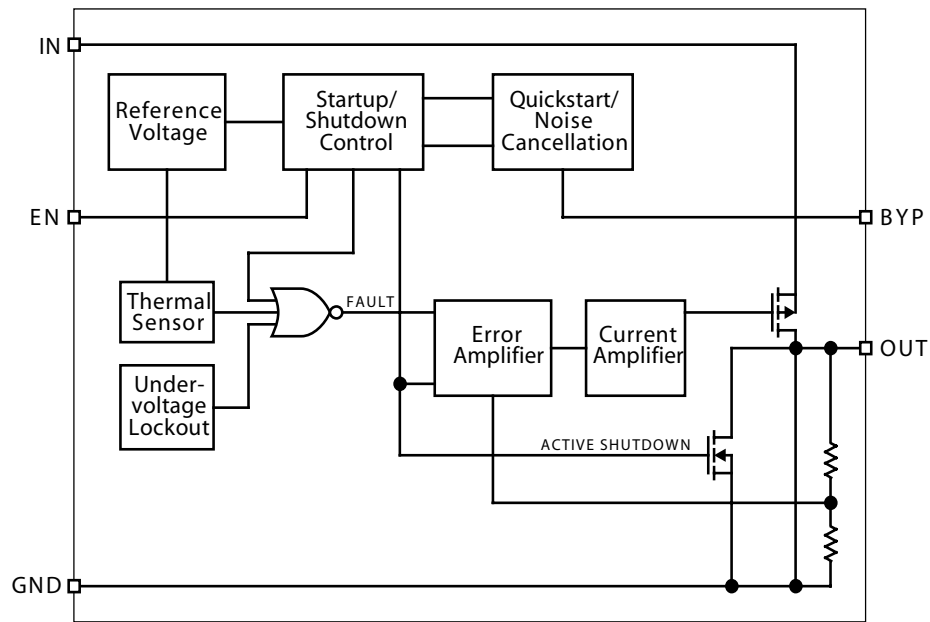 IN
Reference
Voltage
Startup/
Shutdown
Control
Quickstart/
Noise
Cancellation
EN
BYP
Thermal
Sensor
FAULT
Error
Amplifier
Current
Amplifier
OUT
Under-
voltage
Lockout
ACTIVE SHUTDOWN
GND